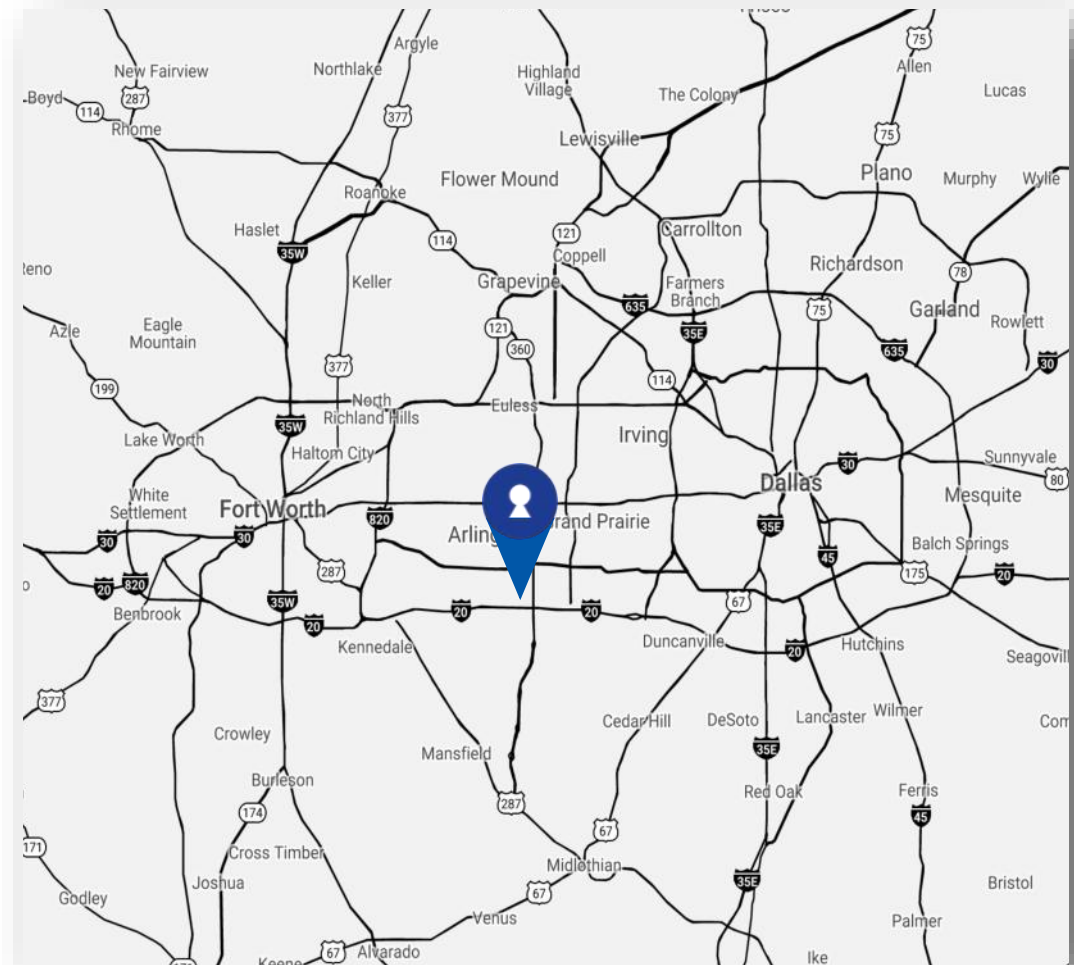 Argyle
75
New Fairview
Northlake
Highland
Village
Allen
287
Boyd
114
377
The Colony
Lucas
Rhome
75
Lewisville
Roanoke
Flower Mound
Plano
Murphy
Wylie
Haslet
121
Carrollton
35W
114
Coppell
Richardson
78
Keller
Grapevine
Farmers
Branch
635
75
Garland
Eagle
Mountain
Azle
121
35E
Rowlett
360
635
30
377
114
199
North
Richland Hills
Euless
35W
Irving
Lake Worth
Haltom City
30
Sunnyvale
80
White
Settlement
Fort Worth
Dallas
Mesquite
820
Grand Prairie
35E
30
30
Arling
45
Balch Springs
287
175
20
820
20
35W
67
Benbrook
20
20
20
Kennedale
Duncanville
20
Hutchins
Seagovil
377
Crowley
Cedar Hill
DeSoto
Lancaster
Wilmer
Mansfield
35E
Burleson
Red Oak
Ferris
174
287
45
67
171
Cross Timber
Midlothian
Joshua
35E
Bristol
Godley
67
Venus
Palmer
67
Alvarado
Keene
Ike